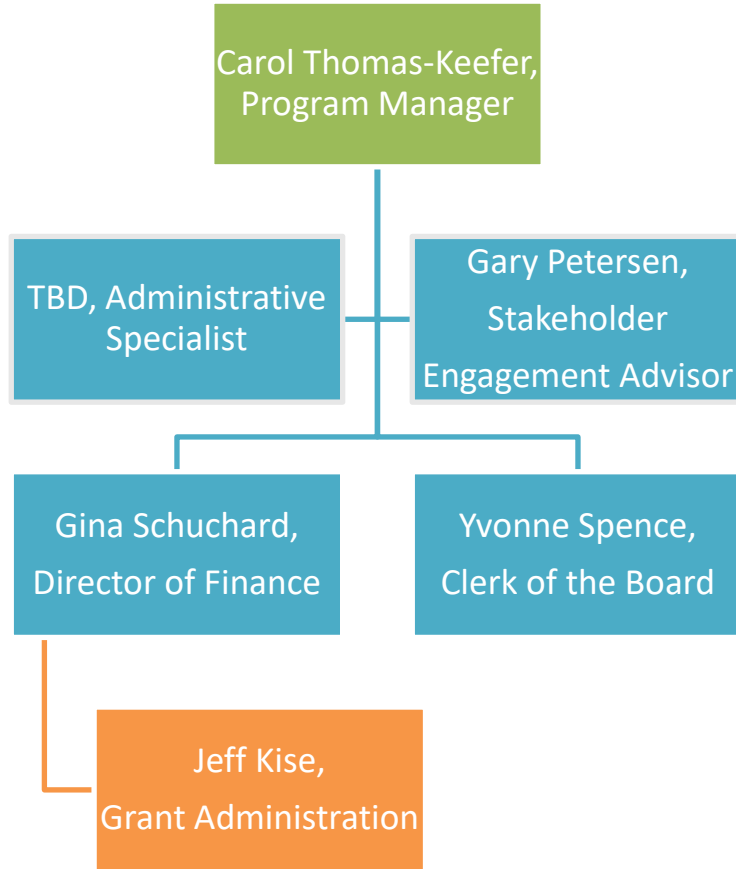 Carol Thomas-Keefer,
Program Manager
TBD, Administrative
Specialist
Gary Petersen,
Stakeholder
Engagement Advisor
Gina Schuchard,
Director of Finance
Yvonne Spence,
Clerk of the Board
Jeff Kise,
Grant Administration